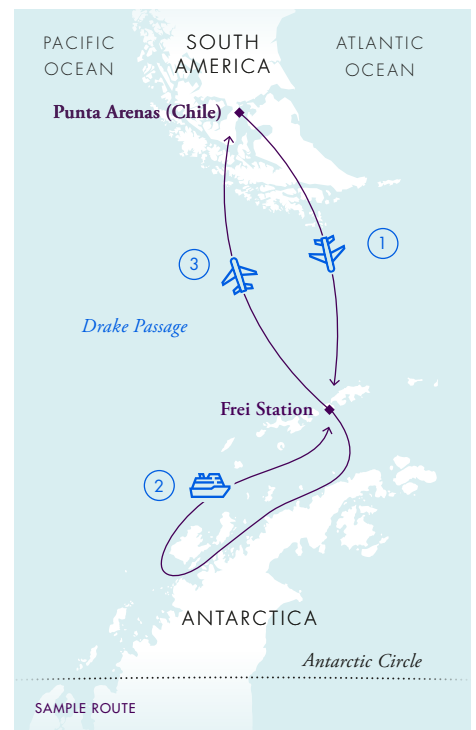 PACIFIC
OCEAN
SOUTH
AMERICA
ATLANTIC
OCEAN
Punta Arenas (Chile)
1
3
Drake Passage
Frei Station
2
ANTARCTICA
Antarctic Circle
SAMPLE ROUTE